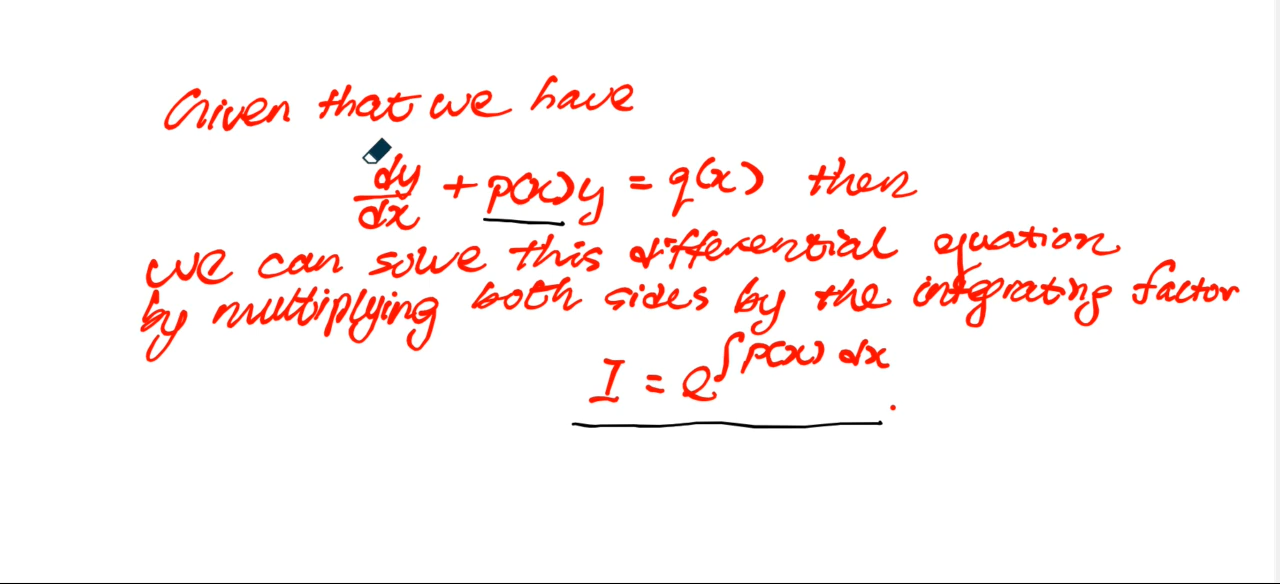 Given that we have
dy/dx + p(x)y = q(x) then
we can solve this differential equation
by multiplying both sides by the integrating factor
I = e^∫p(x) dx.